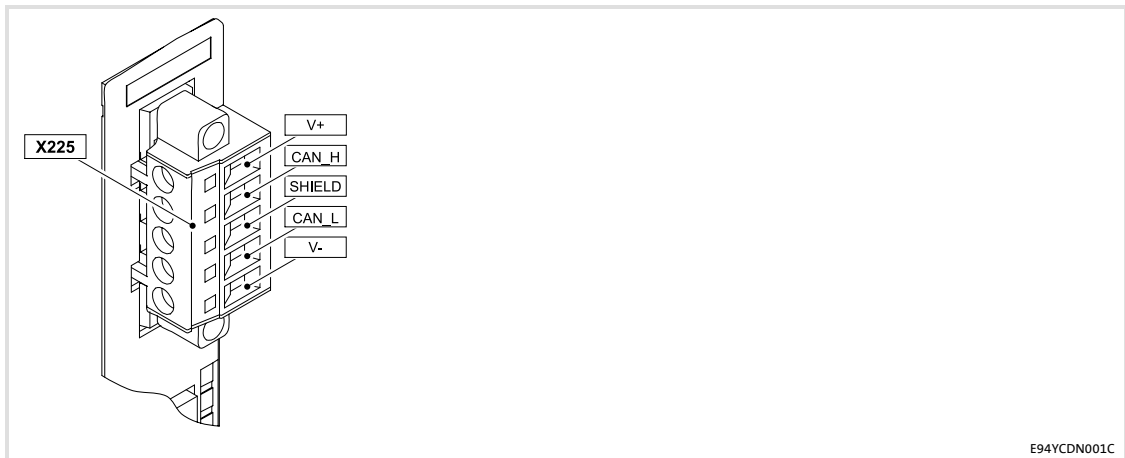 V+
X225
CAN_H
SHIELD
CAN_L
V-
E94YCDN001C